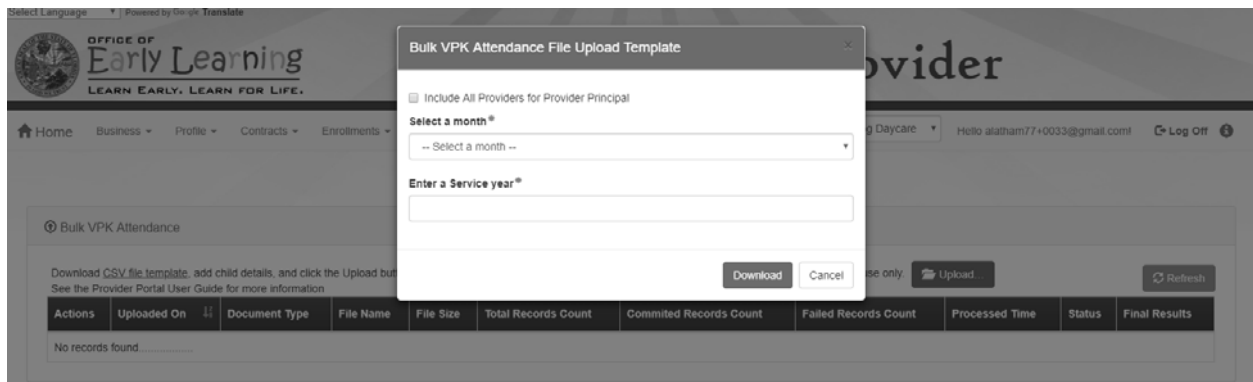 Select Language
Powered by Google Translate
OFFICE OF
Early Learning
LEARN EARLY. LEARN FOR LIFE.
ovider
Home Business Profile Contracts Enrollments
g Daycare Hello alatham77+0033@gmail.com! Log Off
Bulk VPK Attendance File Upload Template
Include All Providers for Provider Principal
Select a month
-- Select a month --
Enter a Service year
Download Cancel
Bulk VPK Attendance
Download CSV file template, add child details, and click the Upload but
se only. Upload... Refresh
See the Provider Portal User Guide for more information
Actions Uploaded On Document Type File Name File Size Total Records Count Commited Records Count Failed Records Count Processed Time Status Final Results
No records found...................